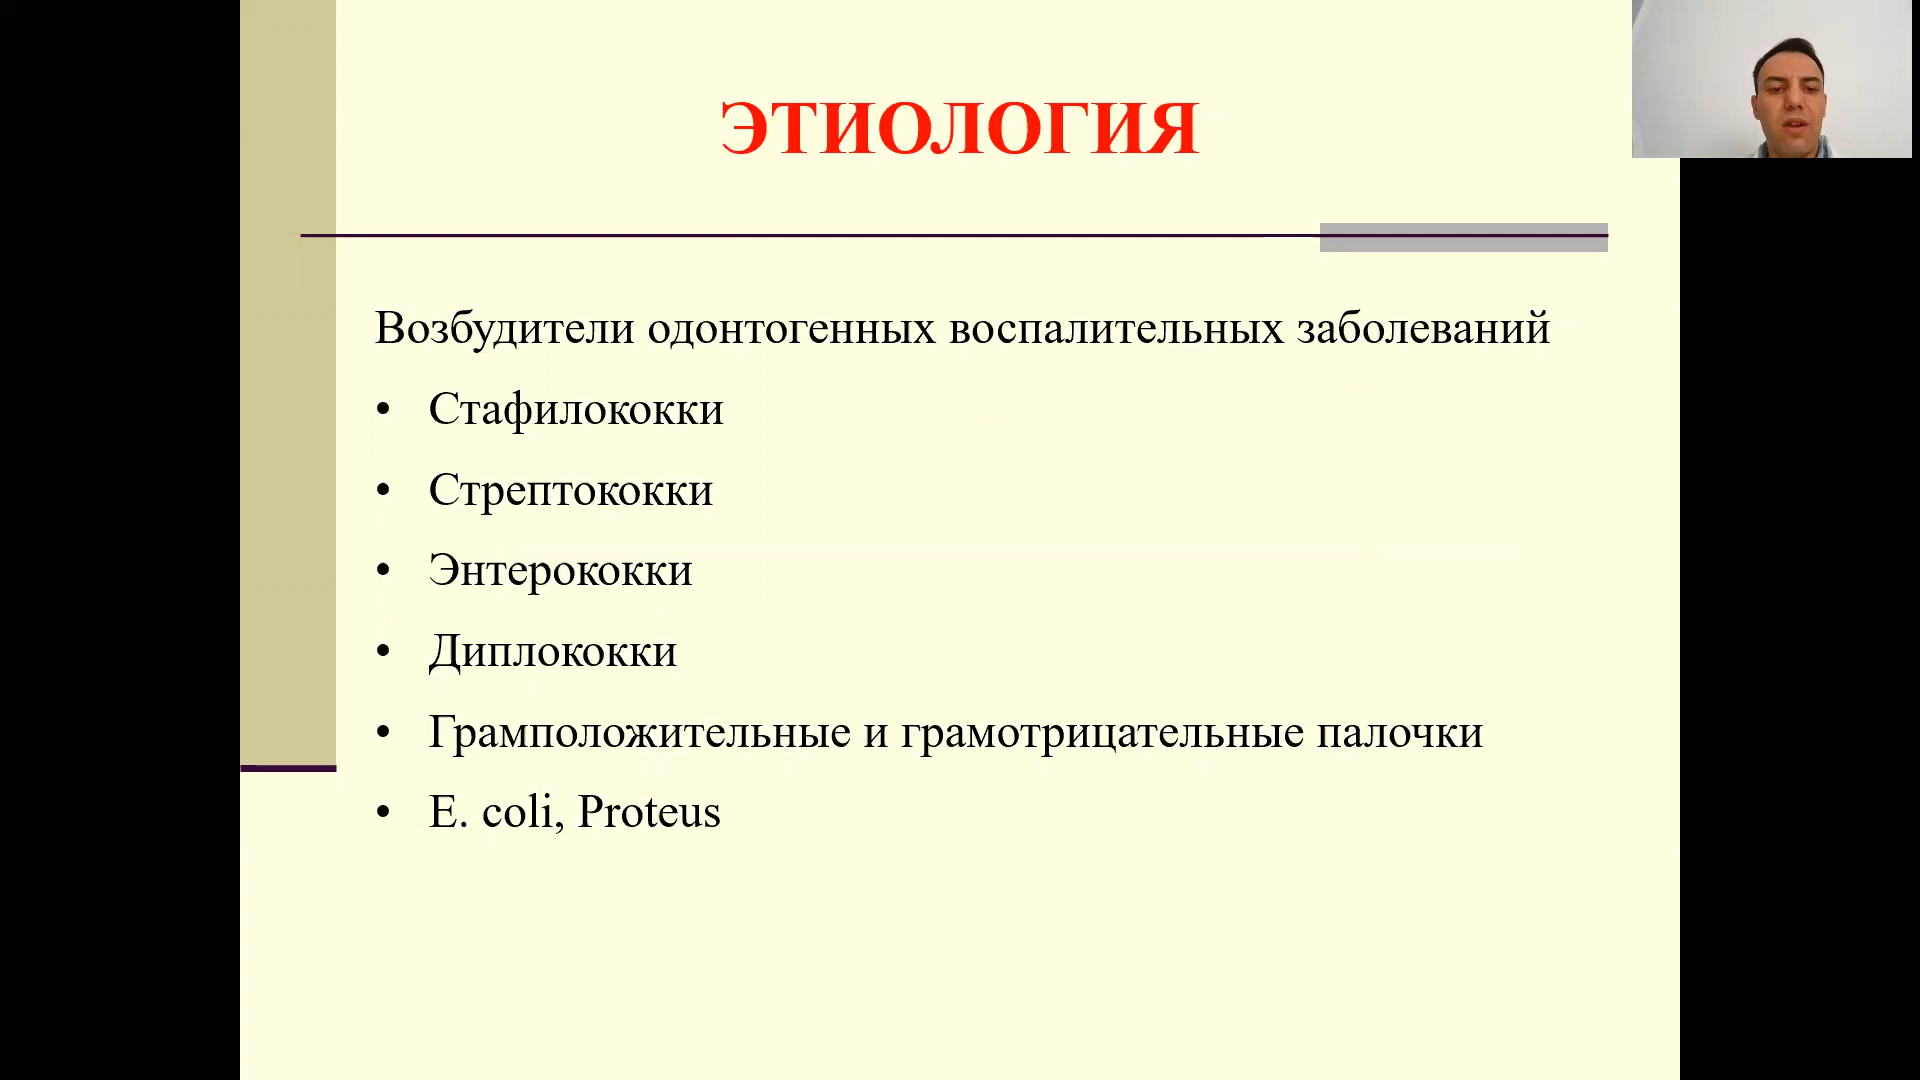 ЭТИОЛОГИЯ
Возбудители одонтогенных воспалительных заболеваний
• Стафилококки
• Стрептококки
• Энтерококки
• Диплококки
• Грамположительные и грамотрицательные палочки
• E. coli, Proteus